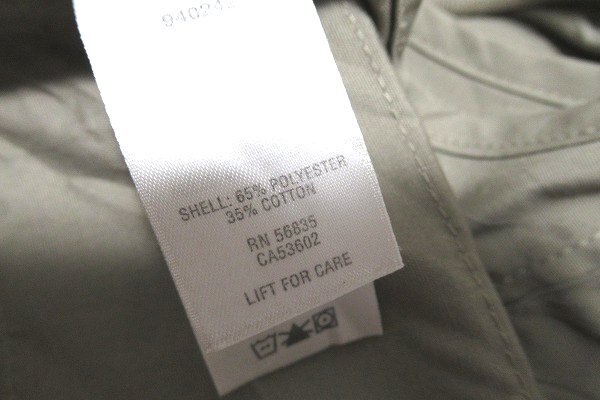 SHELL: 65% POLYESTER
35% COTTON
RN 56835
CA53602
LIFT FOR CARE